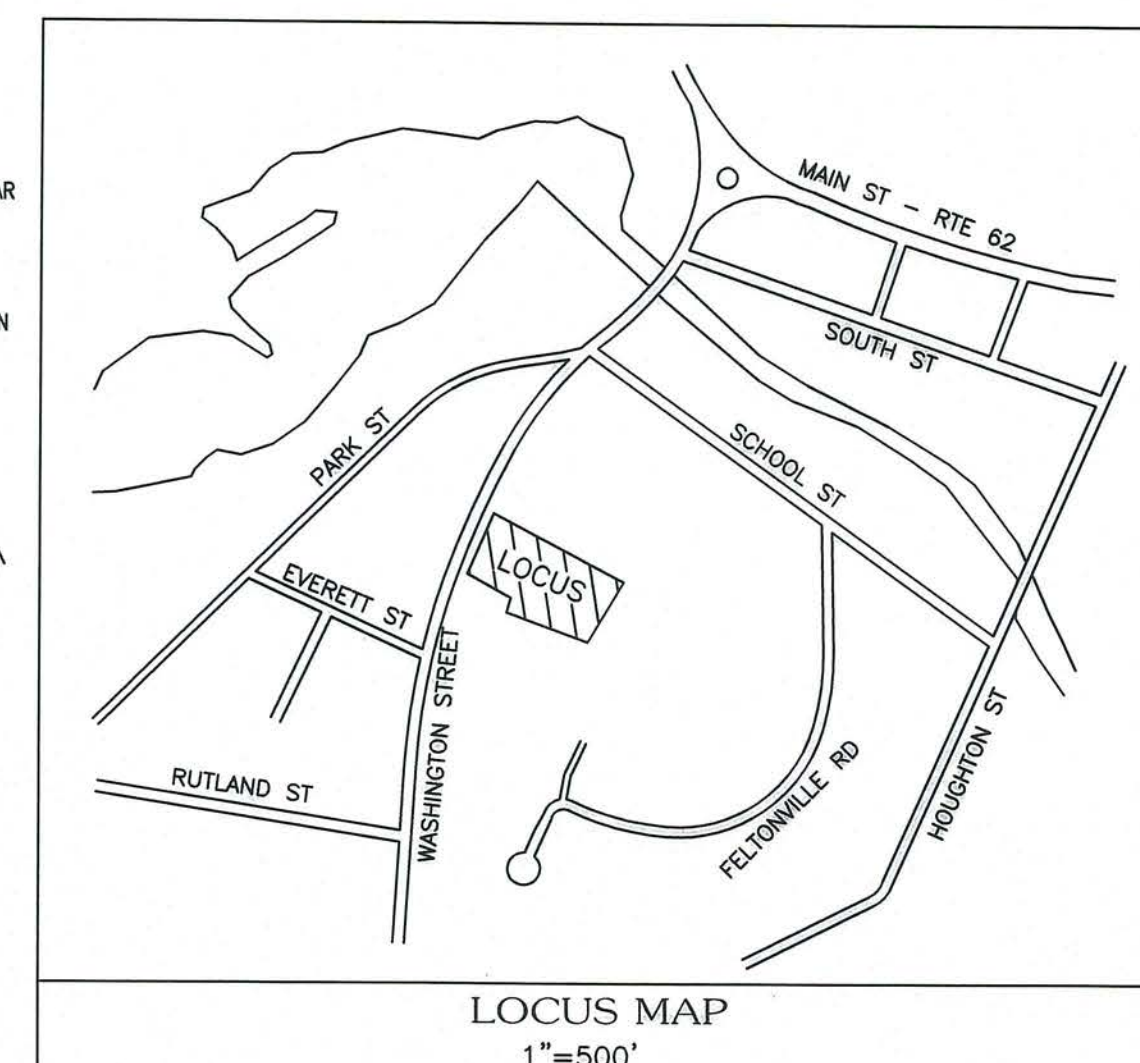 AR
N
MAIN ST - RTE 62
SOUTH ST
SCHOOL ST
PARK ST
LOCUS
EVERETT ST
WASHINGTON STREET
RUTLAND ST
FELTONVILLE RD
HOUGHTON ST
LOCUS MAP
1"=500'